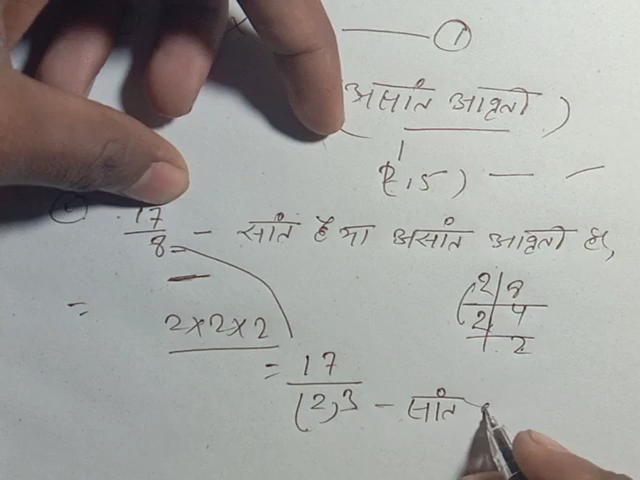 — ①
असांत आवृती )
(2,5) —
17/8 - सांत है या असांत आवृती है,
2 | 8
= 2×2×2
2 | 4
2
= 17/(2)3 - सांत